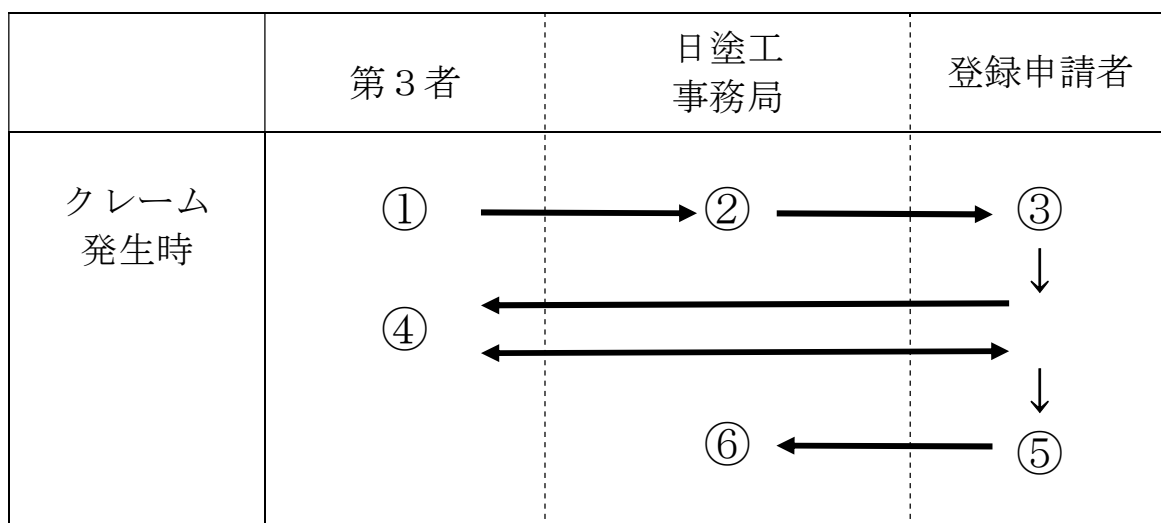 第３者
日塗工
事務局
登録申請者
クレーム
発生時
①
②
③
④
⑥
⑤